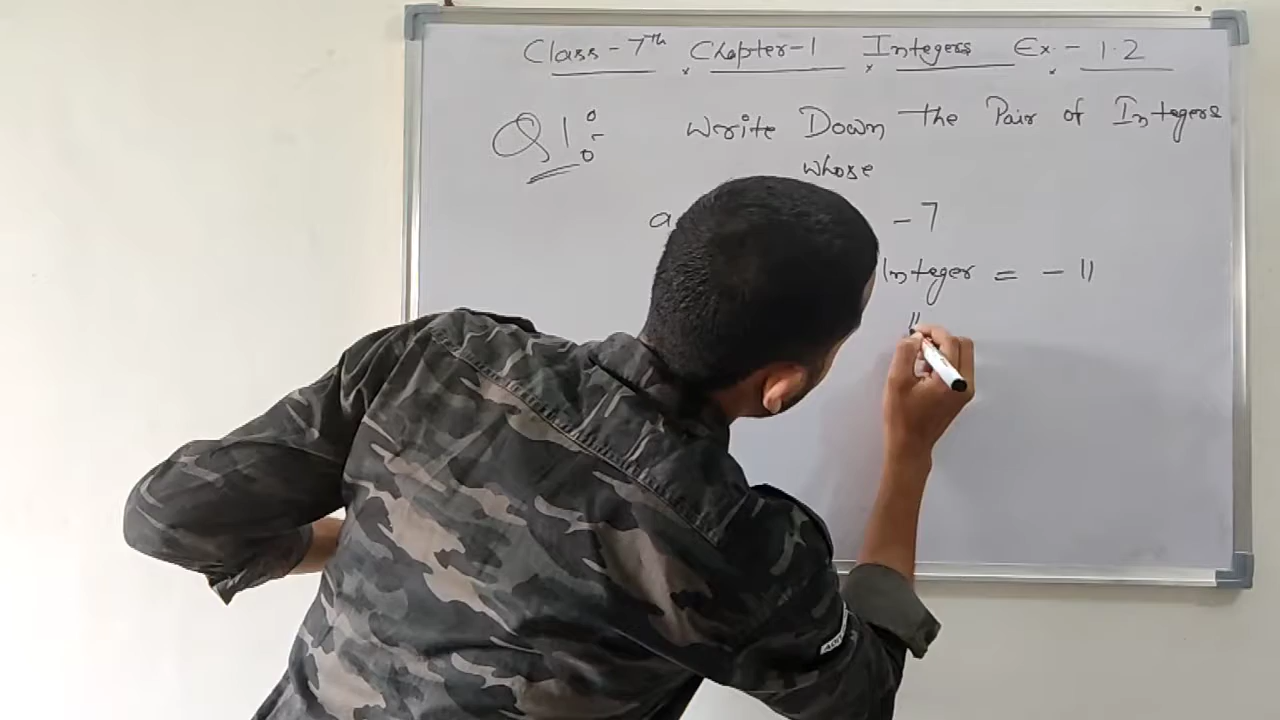 Class-7th Chapter-1 Integers Ex.- 1.2
Q1.:- Write Down the Pair of Integers
whose
a -7
Integer = -11
"